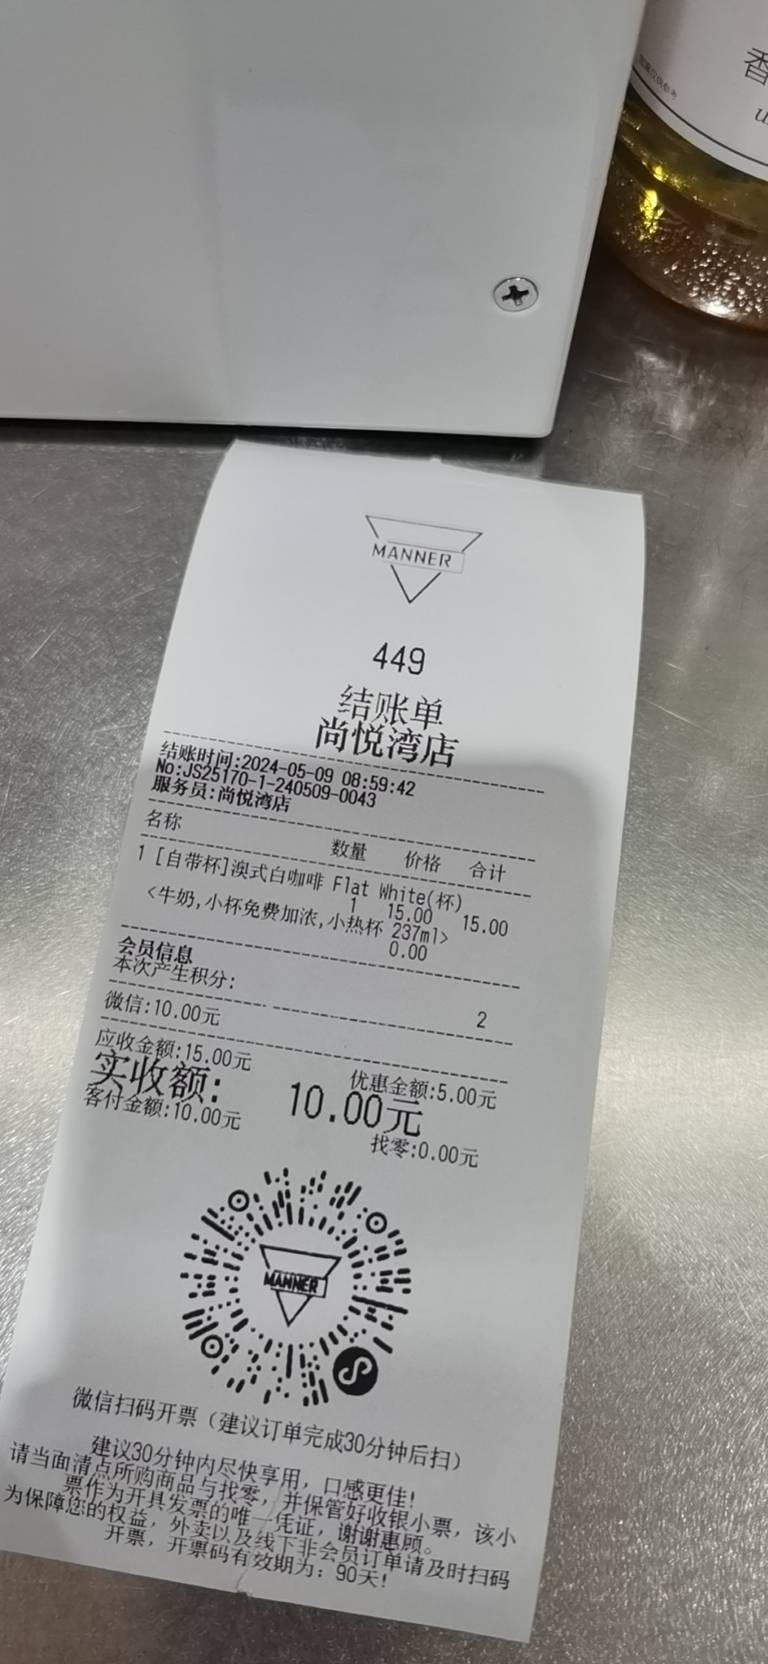 香
MANNER
449
结账单
尚悦湾店
结账时间:2024-05-09 08:59:42
No:JS25170-1-240509-0043
服务员:尚悦湾店
名称 数量 价格 合计
1 [自带杯]澳式白咖啡 Flat White(杯)
1 15.00 15.00
<牛奶,小杯免费加浓,小热杯 237ml>
0.00
会员信息
本次产生积分: 2
微信:10.00元
应收金额:15.00元 优惠金额:5.00元
实收额: 10.00元
客付金额:10.00元 找零:0.00元
MANNER
微信扫码开票（建议订单完成30分钟后扫）
建议30分钟内尽快享用，口感更佳!
请当面清点所购商品与找零，并保管好收银小票，该小
票作为开具发票的唯一凭证，谢谢惠顾。
为保障您的权益，外卖以及线下非会员订单请及时扫码
开票，开票码有效期为：90天!